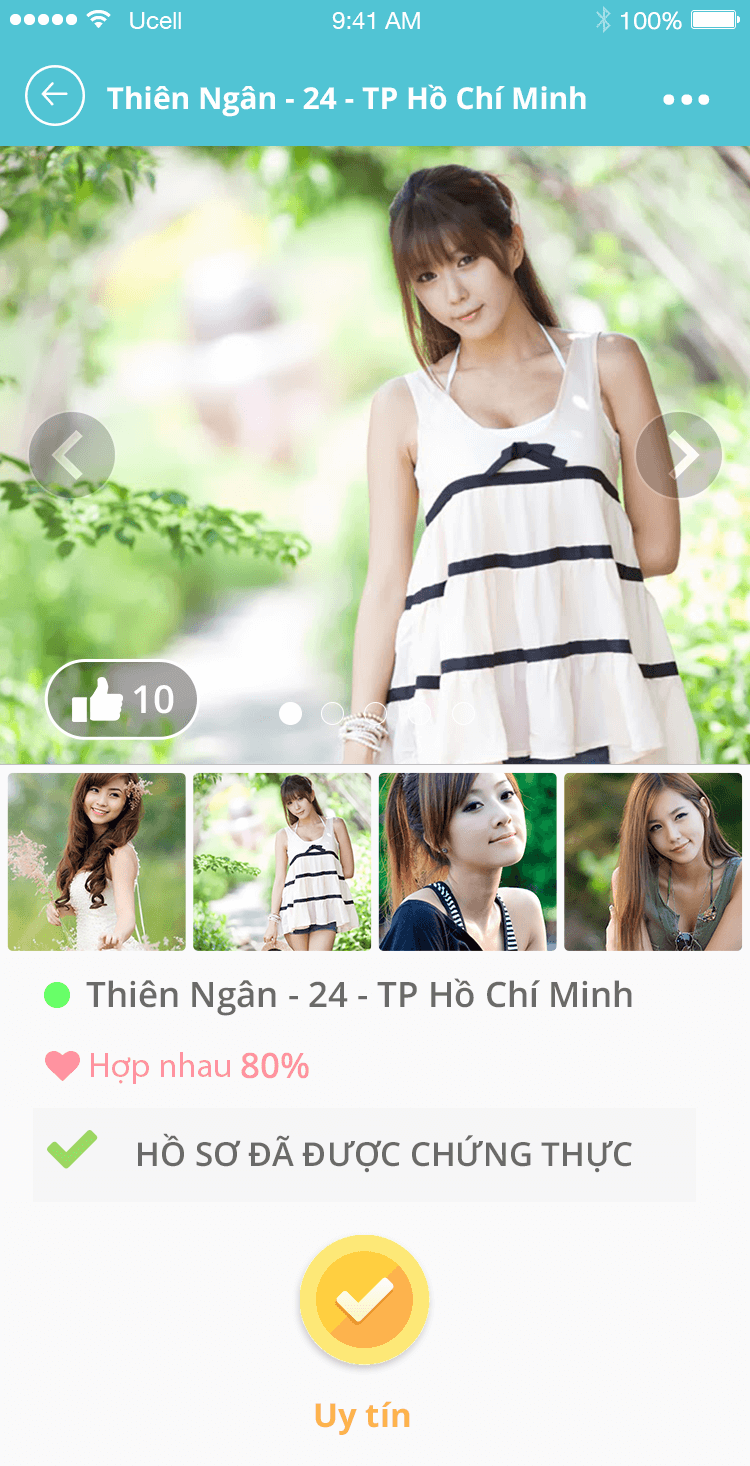 Ucell 9:41 AM 100%
Thiên Ngân - 24 - TP Hồ Chí Minh
10
Thiên Ngân - 24 - TP Hồ Chí Minh
Hợp nhau 80%
HỒ SƠ ĐÃ ĐƯỢC CHỨNG THỰC
Uy tín